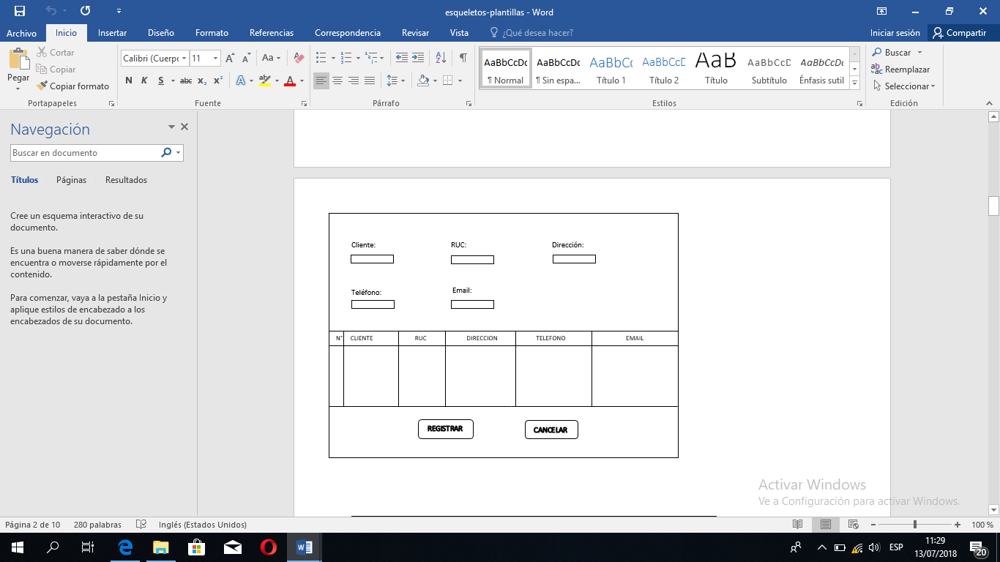 esqueletos-plantillas - Word
Archivo Inicio Insertar Diseño Formato Referencias Correspondencia Revisar Vista ¿Qué desea hacer? Iniciar sesión Compartir
Pegar
Cortar
Copiar
Copiar formato
Portapapeles
Calibri (Cuerpo 11
Aa
N K S abc x₂ x² A A
Fuente
Párrafo
AaBbCcDc AaBbCcDc AaBbCc AaBbCcD AaB AaBbCcD AaBbCcDc
¶ Normal ¶ Sin espa... Título 1 Título 2 Título Subtítulo Énfasis sutil
Estilos
Buscar
Reemplazar
Seleccionar
Edición
Navegación
Buscar en documento
Títulos Páginas Resultados
Cree un esquema interactivo de su
documento.
Es una buena manera de saber dónde se
encuentra o moverse rápidamente por el
contenido.
Para comenzar, vaya a la pestaña Inicio y
aplique estilos de encabezado a los
encabezados de su documento.
Cliente: RUC: Dirección:
Teléfono: Email:
N° CLIENTE RUC DIRECCION TELEFONO EMAIL
REGISTRAR CANCELAR
Activar Windows
Ve a Configuración para activar Windows.
Página 2 de 10 280 palabras Inglés (Estados Unidos) 100 %
ESP
11:29
13/07/2018
20